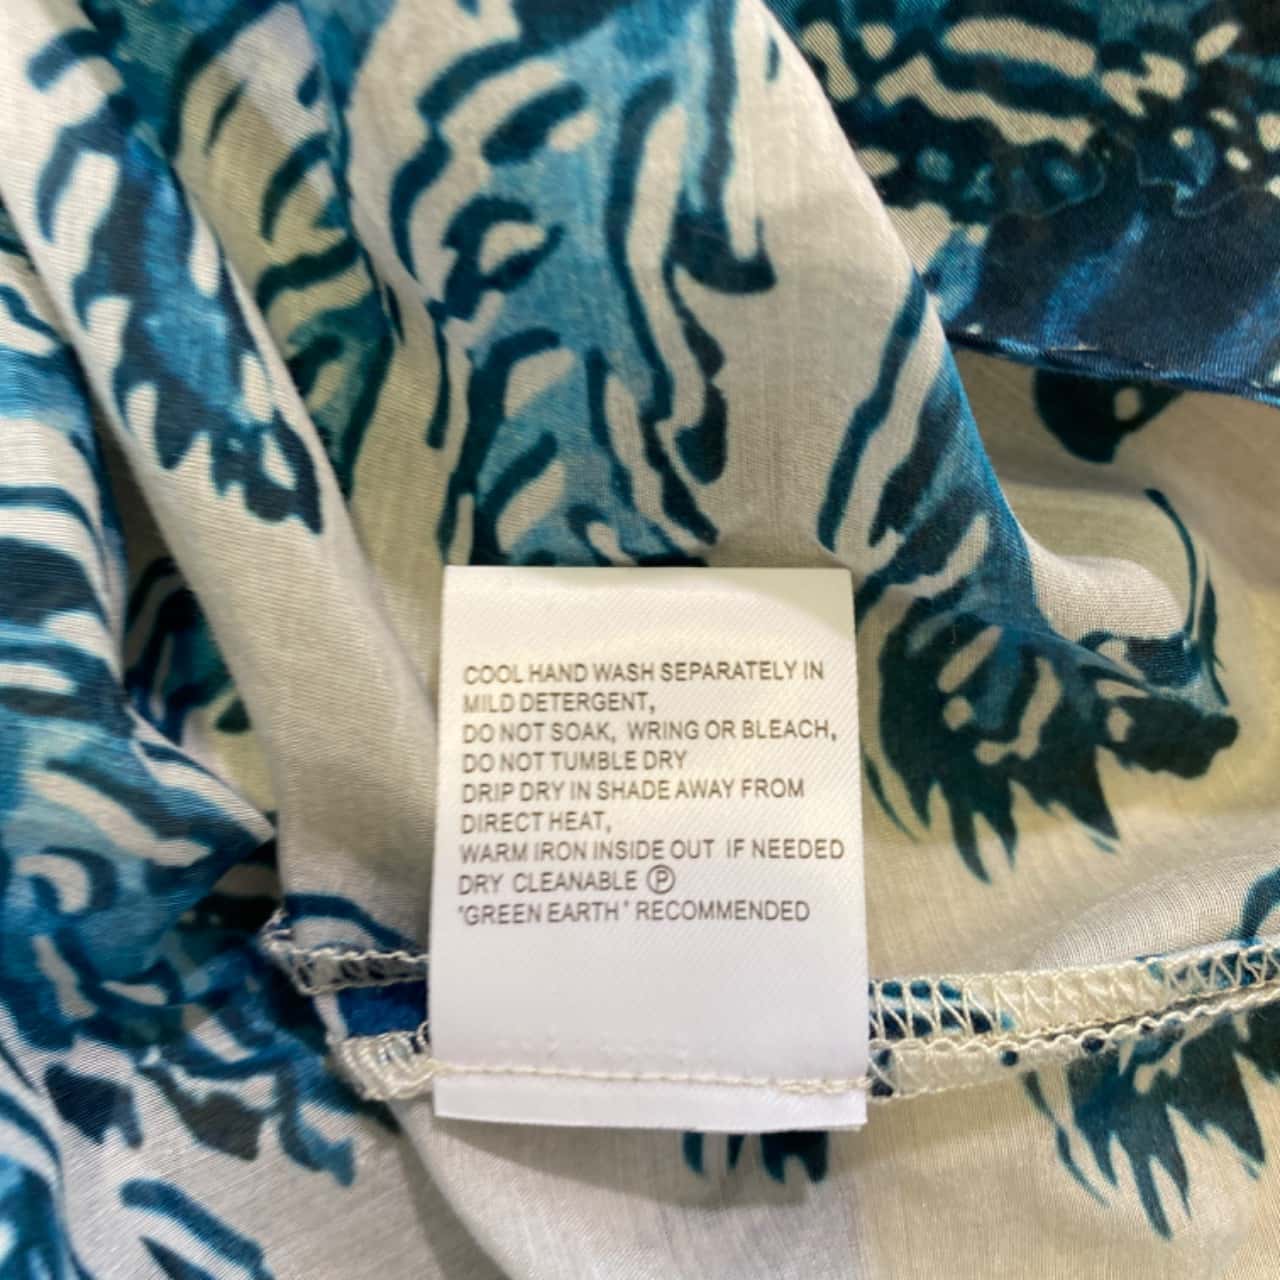 COOL HAND WASH SEPARATELY IN
MILD DETERGENT,
DO NOT SOAK, WRING OR BLEACH,
DO NOT TUMBLE DRY
DRIP DRY IN SHADE AWAY FROM
DIRECT HEAT,
WARM IRON INSIDE OUT IF NEEDED
DRY CLEANABLE Ⓟ
"GREEN EARTH" RECOMMENDED